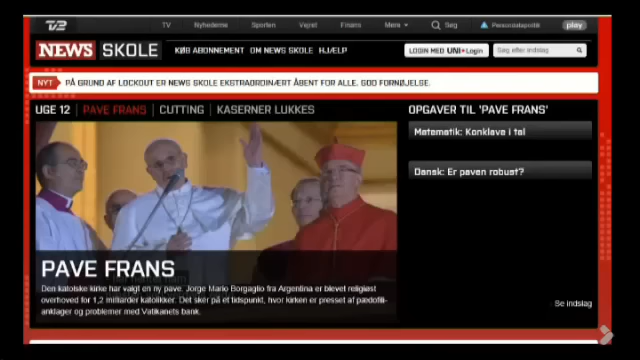 2 TV Nyhederne Sporten Vejret Finans Mere Søg Persondatapolitik play
NEWS SKOLE KØB ABONNEMENT OM NEWS SKOLE HJÆLP LOGIN MED UNI•Login Søg efter indslag
NYT PÅ GRUND AF LOCKOUT ER NEWS SKOLE EKSTRAORDINÆRT ÅBENT FOR ALLE. GOD FORNØJELSE.
UGE 12 | PAVE FRANS | CUTTING | KASERNER LUKKES
OPGAVER TIL 'PAVE FRANS'
Matematik: Konklave i tal
Dansk: Er paven robust?
PAVE FRANS
Den katolske kirke har valgt en ny pave. Jorge Mario Borgaglio fra Argentina er blevet religiøst
overhoved for 1,2 milliarder katolikker. Det sker på et tidspunkt, hvor kirken er presset af pædofili-
anklager og problemer med Vatikanets bank.
Se indslag